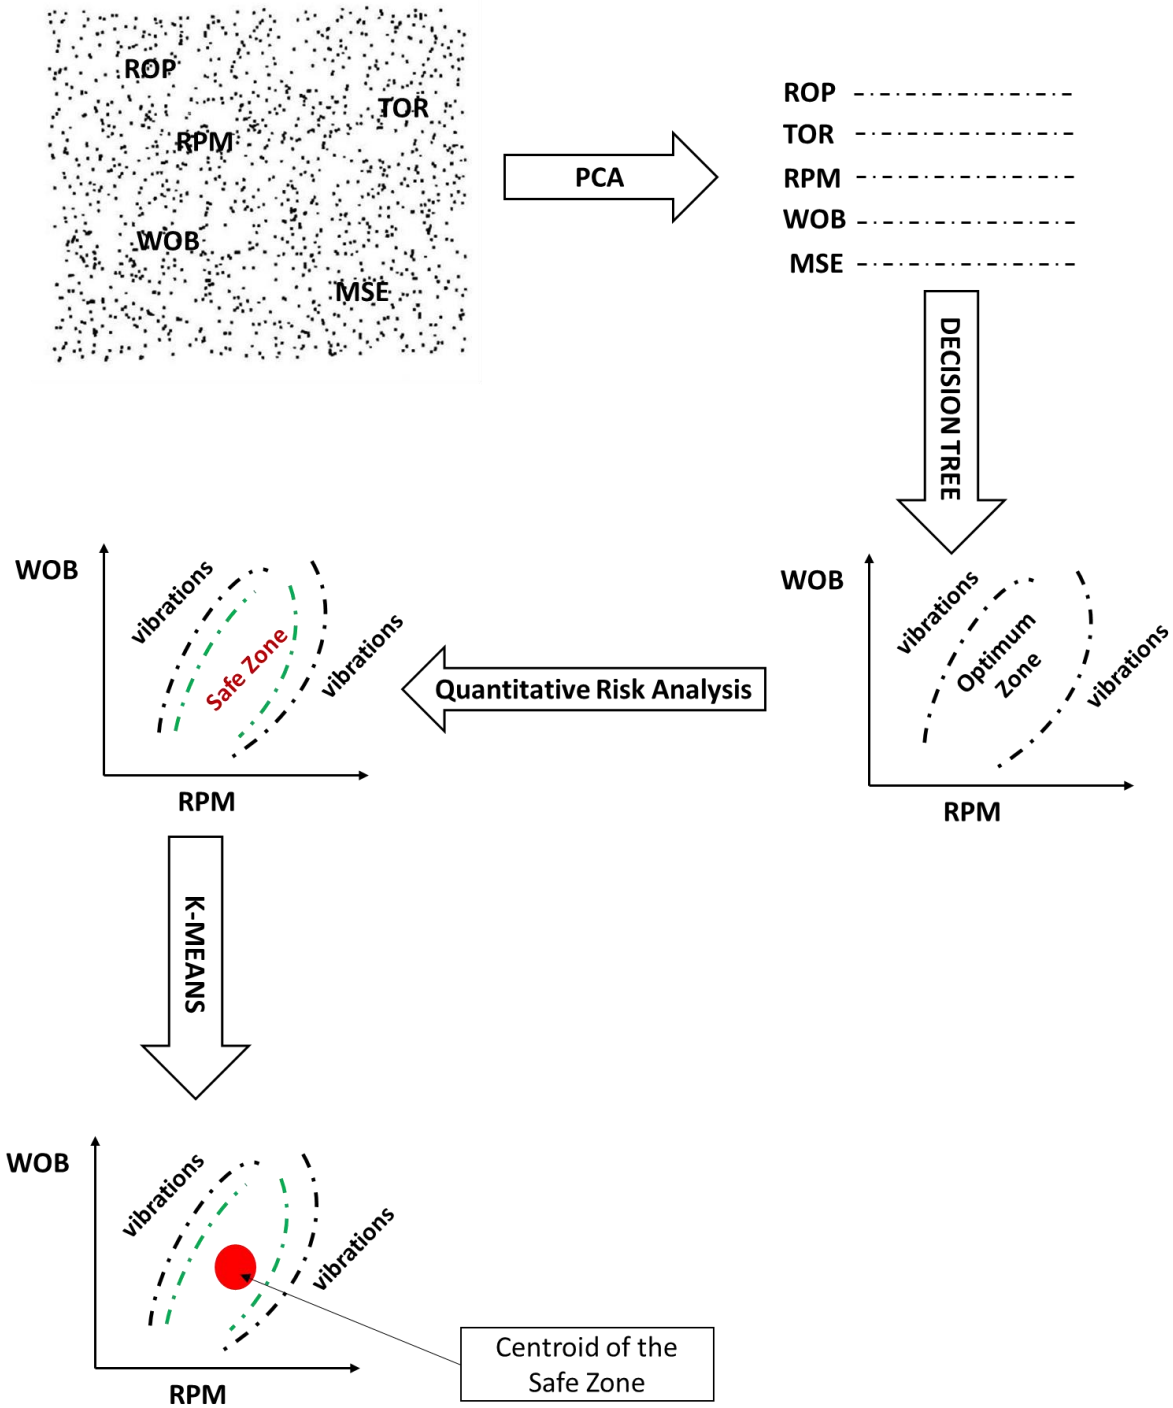 ROP
TOR
RPM
WOB
MSE
PCA
ROP
TOR
RPM
WOB
MSE
DECISION TREE
WOB
vibrations
Optimum
Zone
vibrations
RPM
Quantitative Risk Analysis
WOB
vibrations
Safe Zone
vibrations
RPM
K-MEANS
WOB
vibrations
vibrations
RPM
Centroid of the
Safe Zone